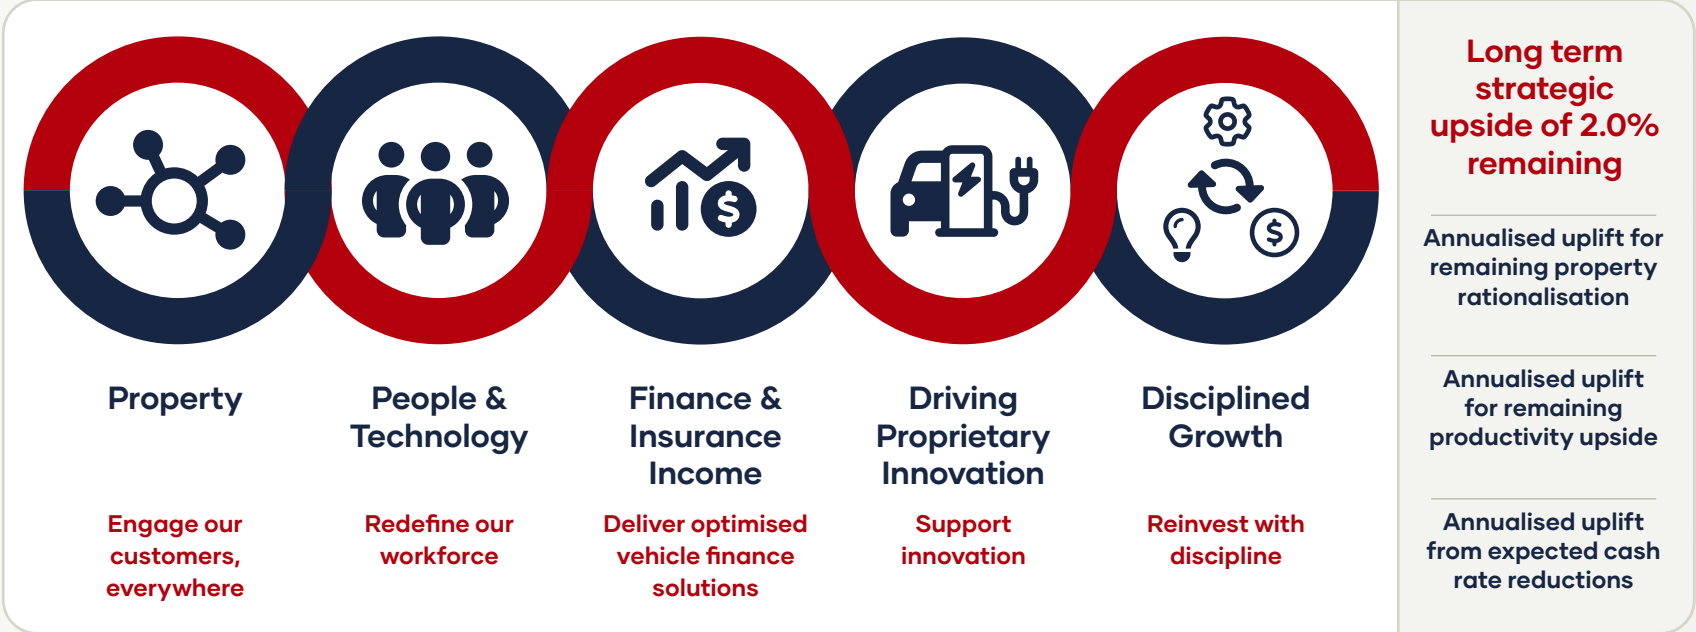 Property
Engage our
customers,
everywhere
People &
Technology
Redefine our
workforce
Finance &
Insurance
Income
Deliver optimised
vehicle finance
solutions
Driving
Proprietary
Innovation
Support
innovation
Disciplined
Growth
Reinvest with
discipline
Long term
strategic
upside of 2.0%
remaining
Annualised uplift for
remaining property
rationalisation
Annualised uplift
for remaining
productivity upside
Annualised uplift
from expected cash
rate reductions